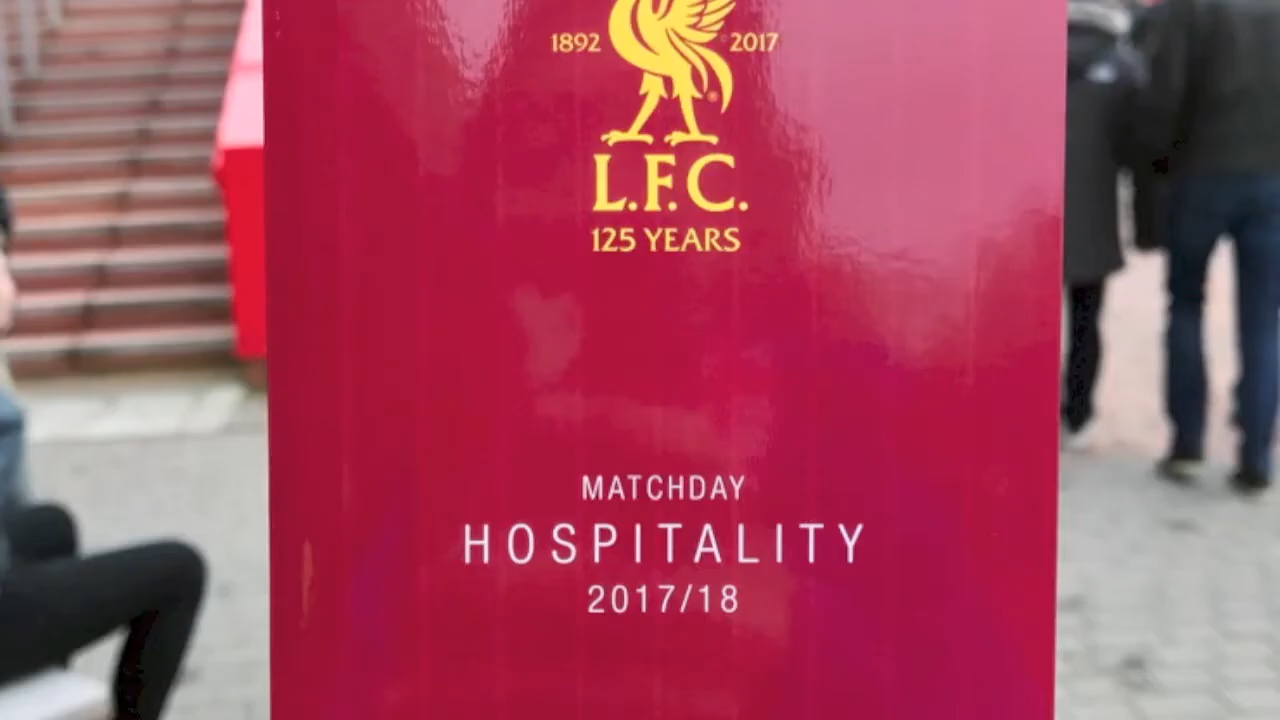 1892 2017
L.F.C.
125 YEARS
MATCHDAY
HOSPITALITY
2017/18